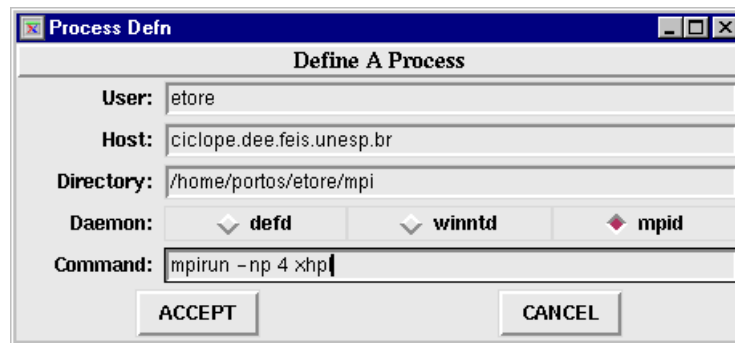 Process Defn
Define A Process
User: etore
Host: ciclope.dee.feis.unesp.br
Directory: /home/portos/etore/mpi
Daemon: defd winntd mpid
Command: mpirun -np 4 xhpl
ACCEPT CANCEL